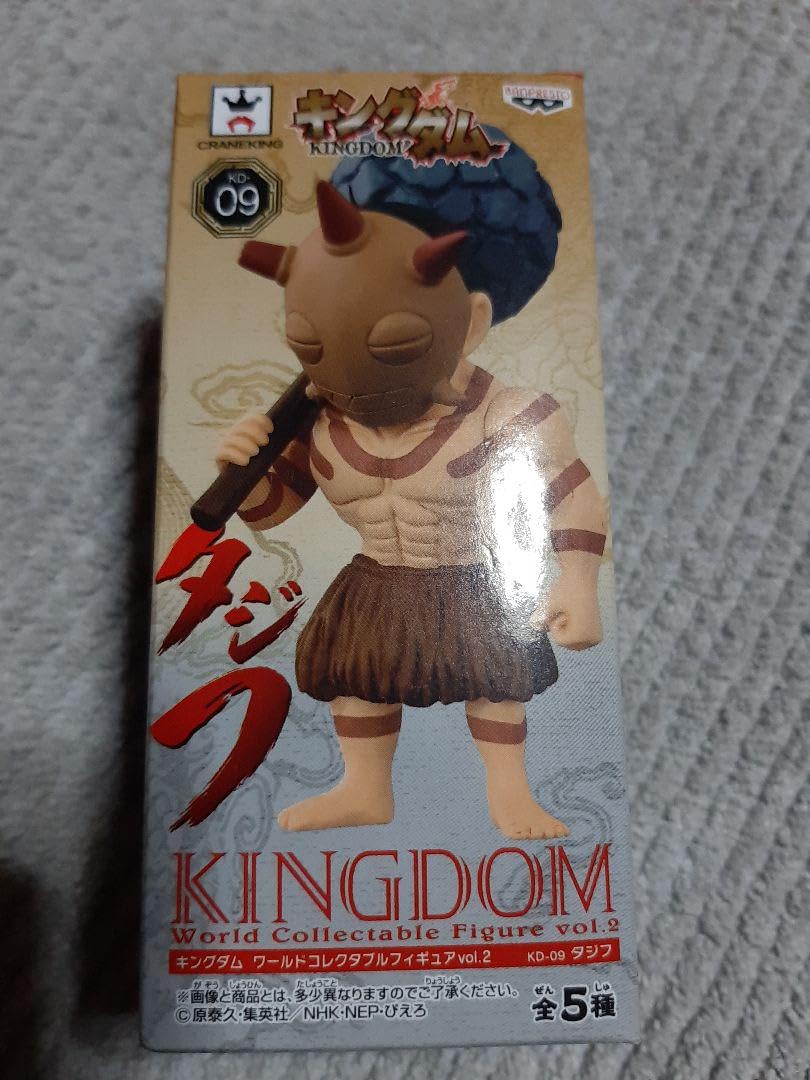 CRANEKING
キングダム
KINGDOM
BANPRESTO
KD-
09
タジフ
KINGDOM
World Collectable Figure vol.2
キングダム ワールドコレクタブルフィギュアvol.2 KD-09 タジフ
※画像と商品とは、多少異なりますのでご了承ください。
©原泰久・集英社／NHK・NEP・ぴえろ
全5種